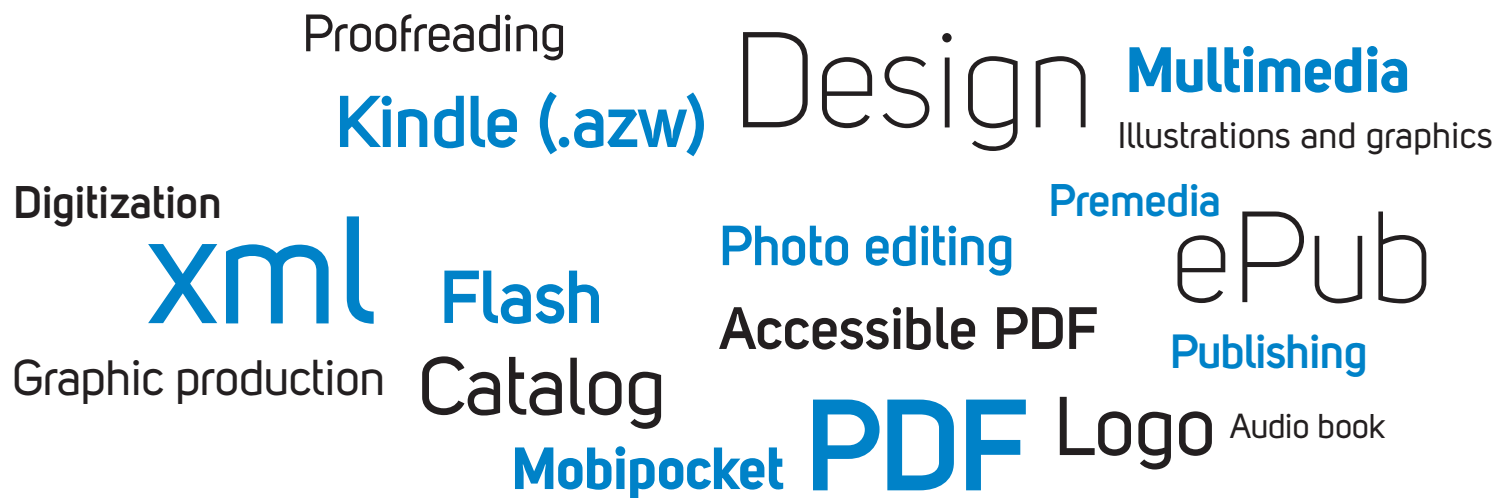 Proofreading
Design
Multimedia
Kindle (.azw)
Illustrations and graphics
Digitization
Premedia
xml
Photo editing
ePub
Flash
Accessible PDF
Publishing
Graphic production
Catalog
PDF
Logo
Audio book
Mobipocket